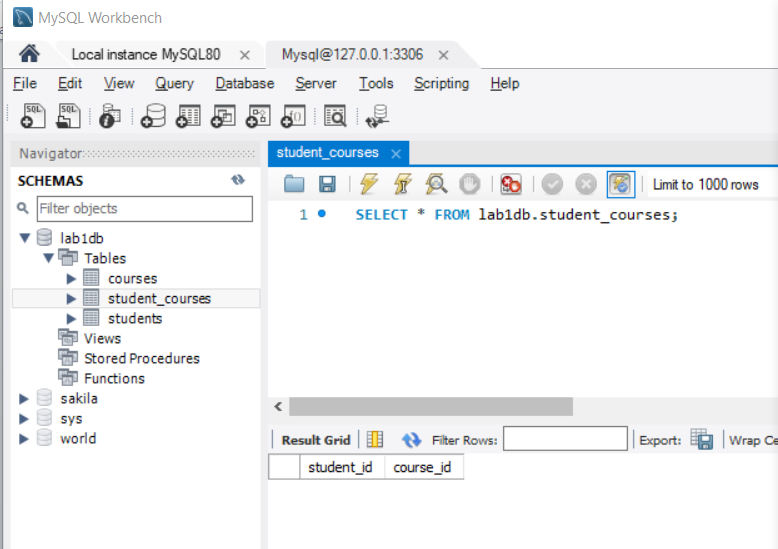 MySQL Workbench
Local instance MySQL80
Mysql@127.0.0.1:3306
File Edit View Query Database Server Tools Scripting Help
SQL SQL
Navigator
student_courses
SCHEMAS
Limit to 1000 rows
Filter objects
1 SELECT * FROM lab1db.student_courses;
lab1db
Tables
courses
student_courses
students
Views
Stored Procedures
Functions
sakila
sys
world
Result Grid Filter Rows: Export: Wrap Ce
student_id course_id